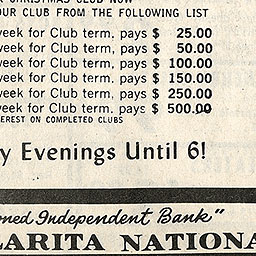 CHRISTMAS CLUB NOW
OUR CLUB FROM THE FOLLOWING LIST
week for Club term, pays $ 25.00
week for Club term, pays $ 50.00
week for Club term, pays $ 100.00
week for Club term, pays $ 150.00
week for Club term, pays $ 250.00
week for Club term, pays $ 500.00
EREST ON COMPLETED CLUBS
y Evenings Until 6!
oned Independent Bank"
LARITA NATIONA